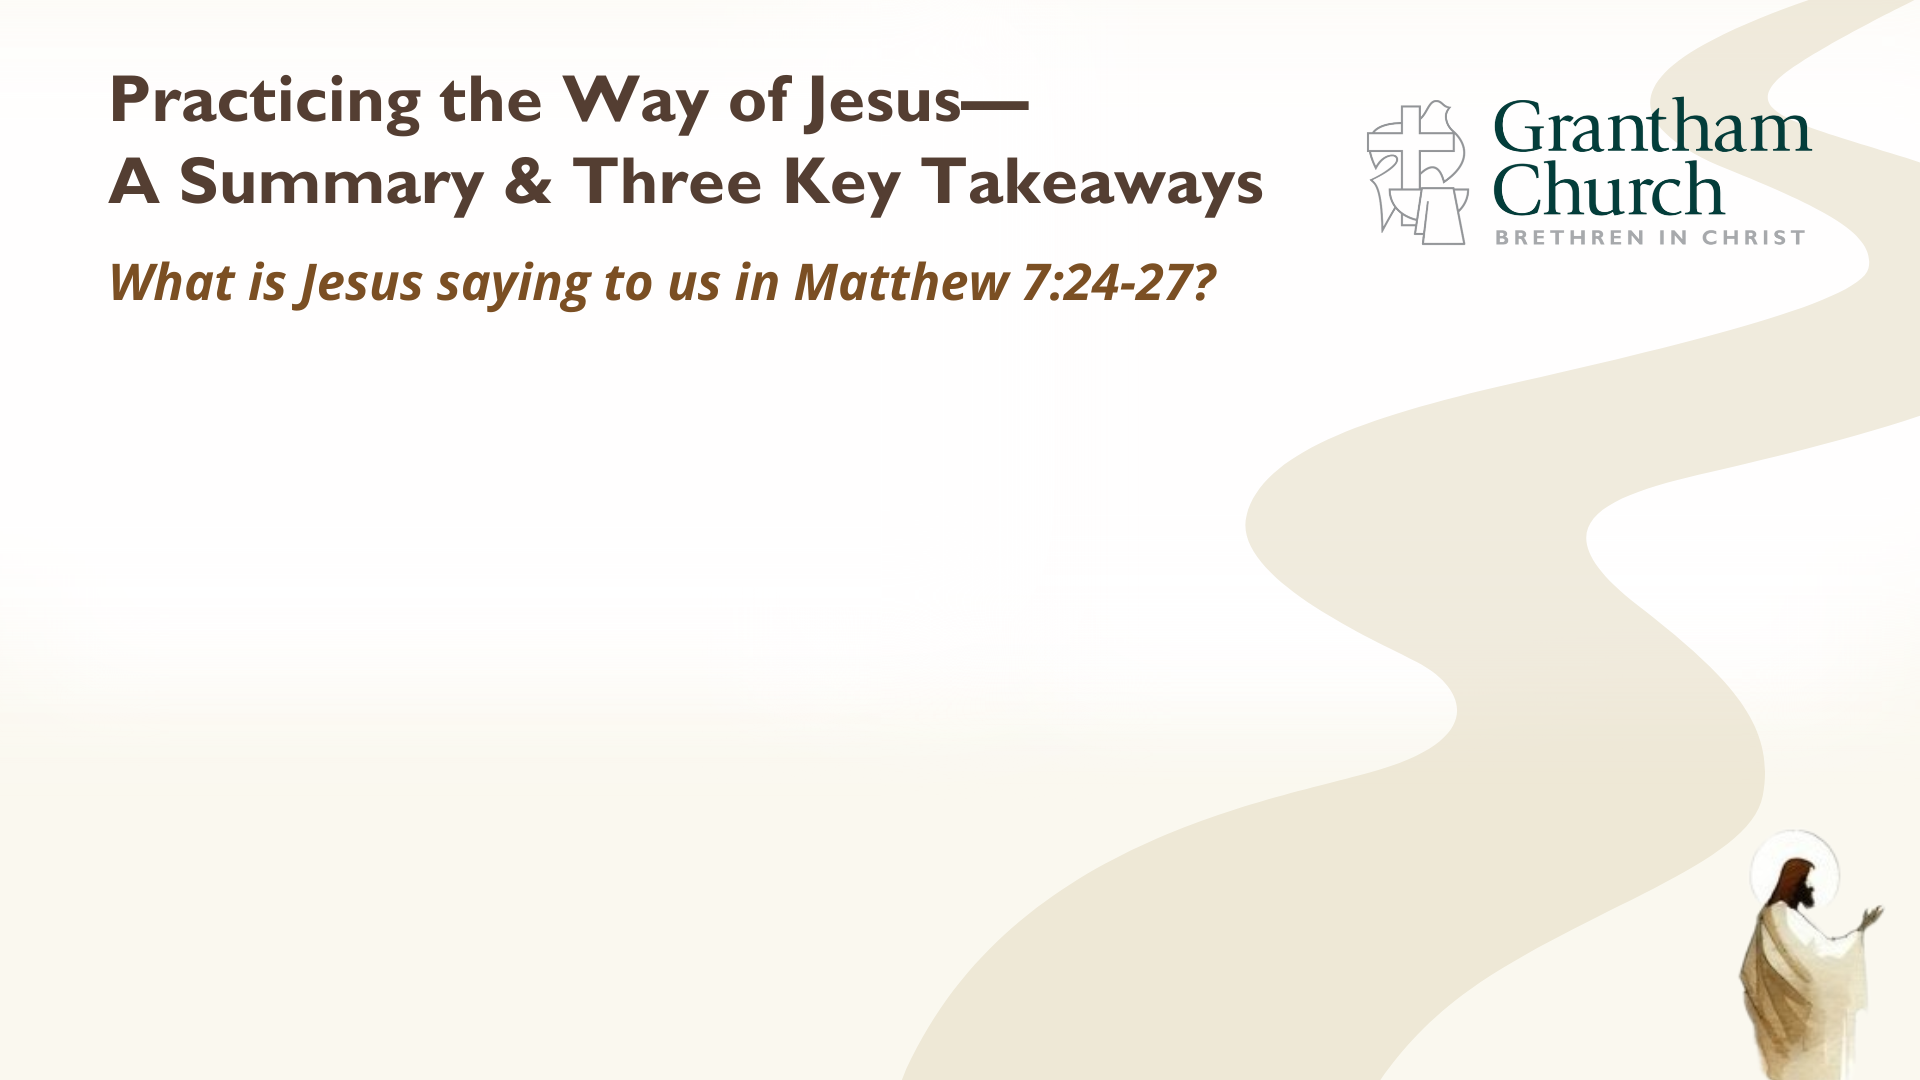 Practicing the Way of Jesus—
A Summary & Three Key Takeaways
What is Jesus saying to us in Matthew 7:24-27?
Grantham
Church
BRETHREN IN CHRIST